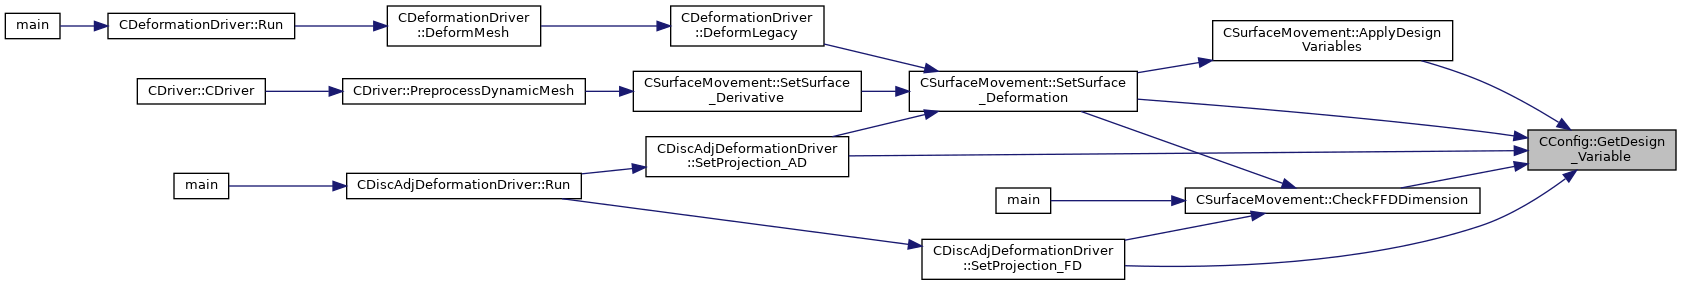 main
CDeformationDriver::Run
CDeformationDriver
::DeformMesh
CDeformationDriver
::DeformLegacy
CSurfaceMovement::ApplyDesign
Variables
CDriver::CDriver
CDriver::PreprocessDynamicMesh
CSurfaceMovement::SetSurface
_Derivative
CSurfaceMovement::SetSurface
_Deformation
CConfig::GetDesign
_Variable
CDiscAdjDeformationDriver
::SetProjection_AD
main
CDiscAdjDeformationDriver::Run
main
CSurfaceMovement::CheckFFDDimension
CDiscAdjDeformationDriver
::SetProjection_FD